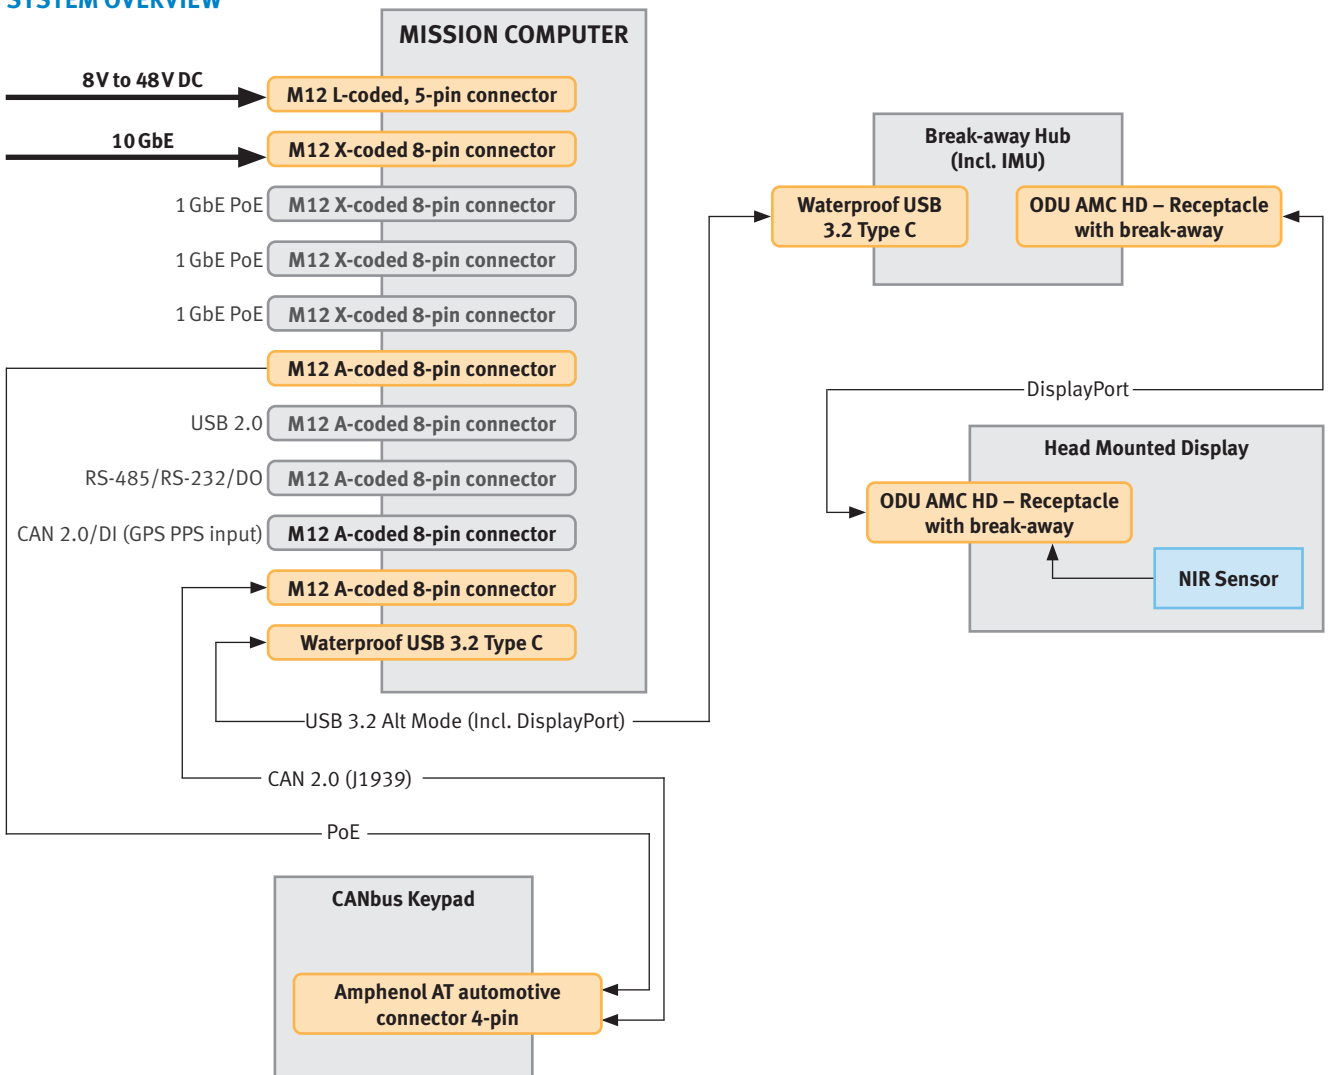 SYSTEM OVERVIEW
MISSION COMPUTER
8V to 48V DC
M12 L-coded, 5-pin connector
10 GbE
M12 X-coded 8-pin connector
1 GbE PoE
M12 X-coded 8-pin connector
1 GbE PoE
M12 X-coded 8-pin connector
1 GbE PoE
M12 X-coded 8-pin connector
M12 A-coded 8-pin connector
USB 2.0
M12 A-coded 8-pin connector
RS-485/RS-232/DO
M12 A-coded 8-pin connector
CAN 2.0/DI (GPS PPS input)
M12 A-coded 8-pin connector
M12 A-coded 8-pin connector
Waterproof USB 3.2 Type C
USB 3.2 Alt Mode (Incl. DisplayPort)
CAN 2.0 (J1939)
PoE
Break-away Hub
(Incl. IMU)
Waterproof USB
3.2 Type C
ODU AMC HD – Receptacle
with break-away
DisplayPort
Head Mounted Display
ODU AMC HD – Receptacle
with break-away
NIR Sensor
CANbus Keypad
Amphenol AT automotive
connector 4-pin